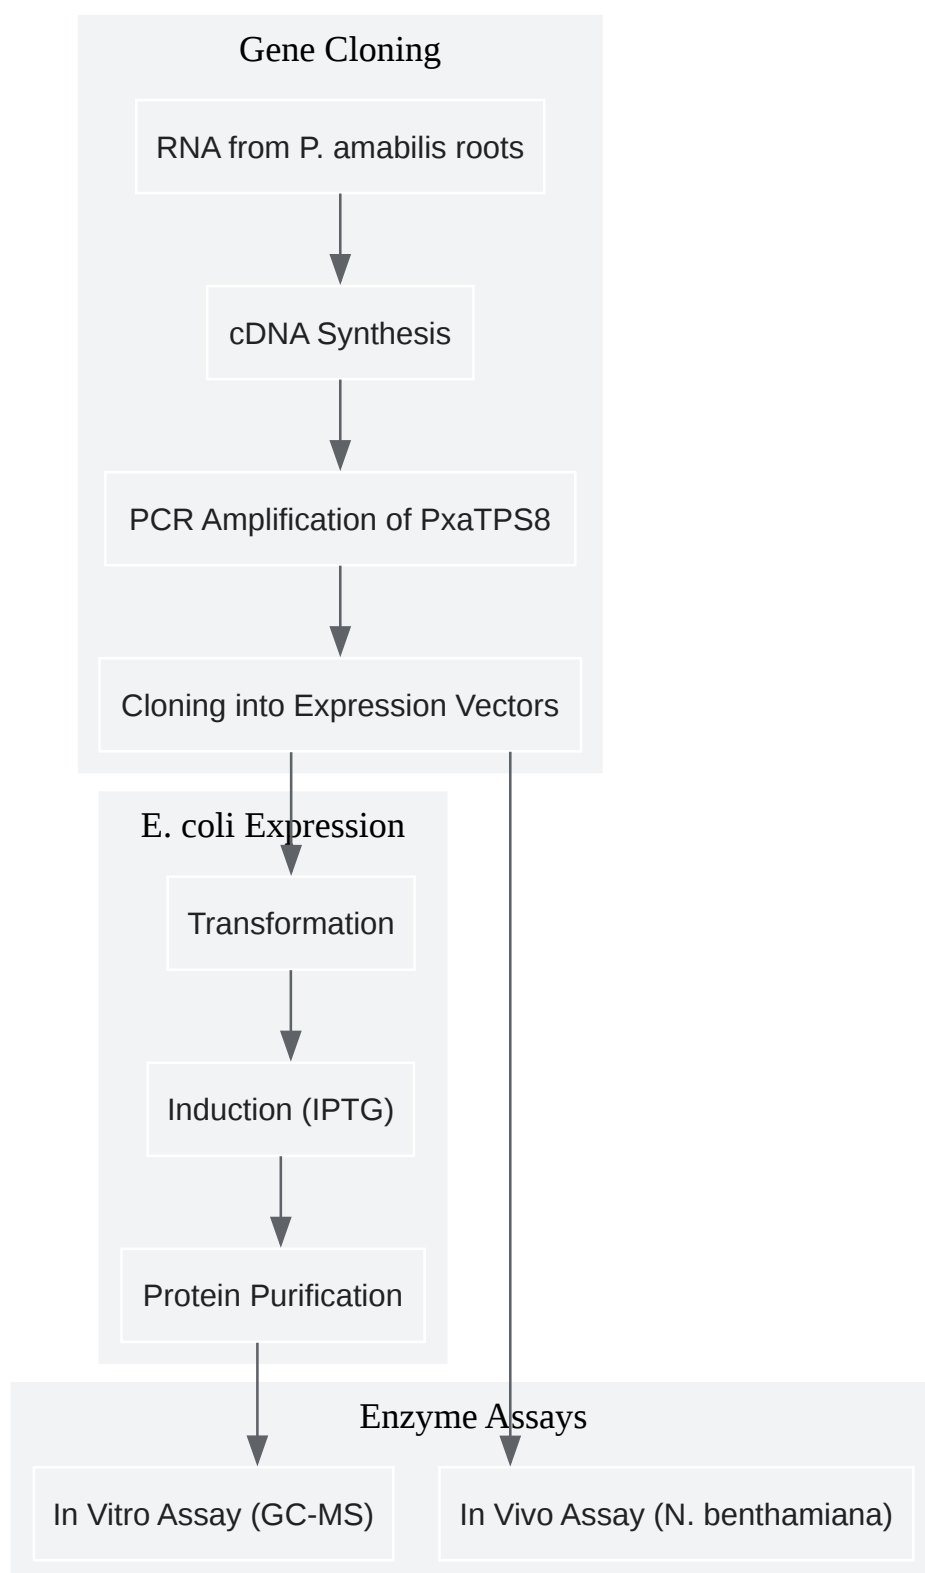 Gene Cloning
RNA from P. amabilis roots
cDNA Synthesis
PCR Amplification of PxaTPS8
Cloning into Expression Vectors
E. coli Expression
Transformation
Induction (IPTG)
Protein Purification
Enzyme Assays
In Vitro Assay (GC-MS)
In Vivo Assay (N. benthamiana)